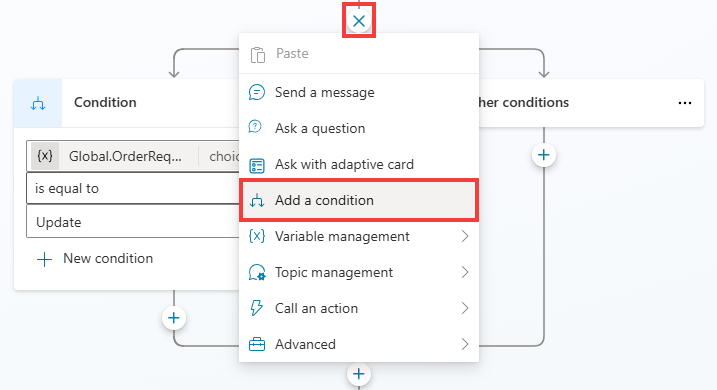 Paste
Condition
Send a message
her conditions
Ask a question
{x} Global.OrderReq... choic
Ask with adaptive card
is equal to
Add a condition
Update
{x} Variable management
New condition
Topic management
Call an action
Advanced